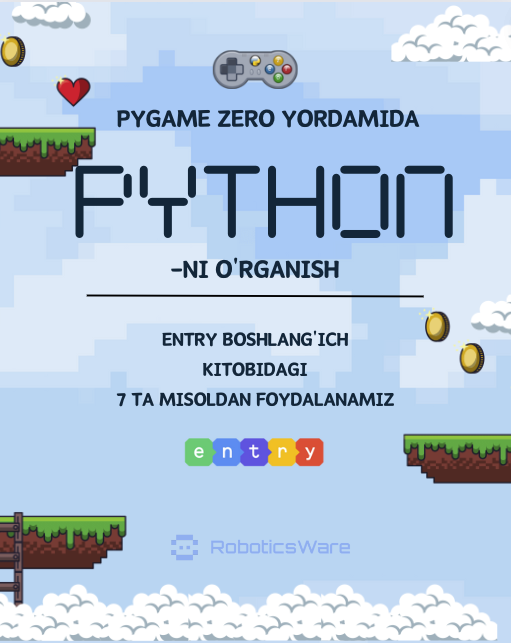 PYGAME ZERO YORDAMIDA
PYTHON
-NI O'RGANISH
ENTRY BOSHLANG'ICH
KITOBIDAGI
7 TA MISOLDAN FOYDALANAMIZ
entry
RoboticsWare